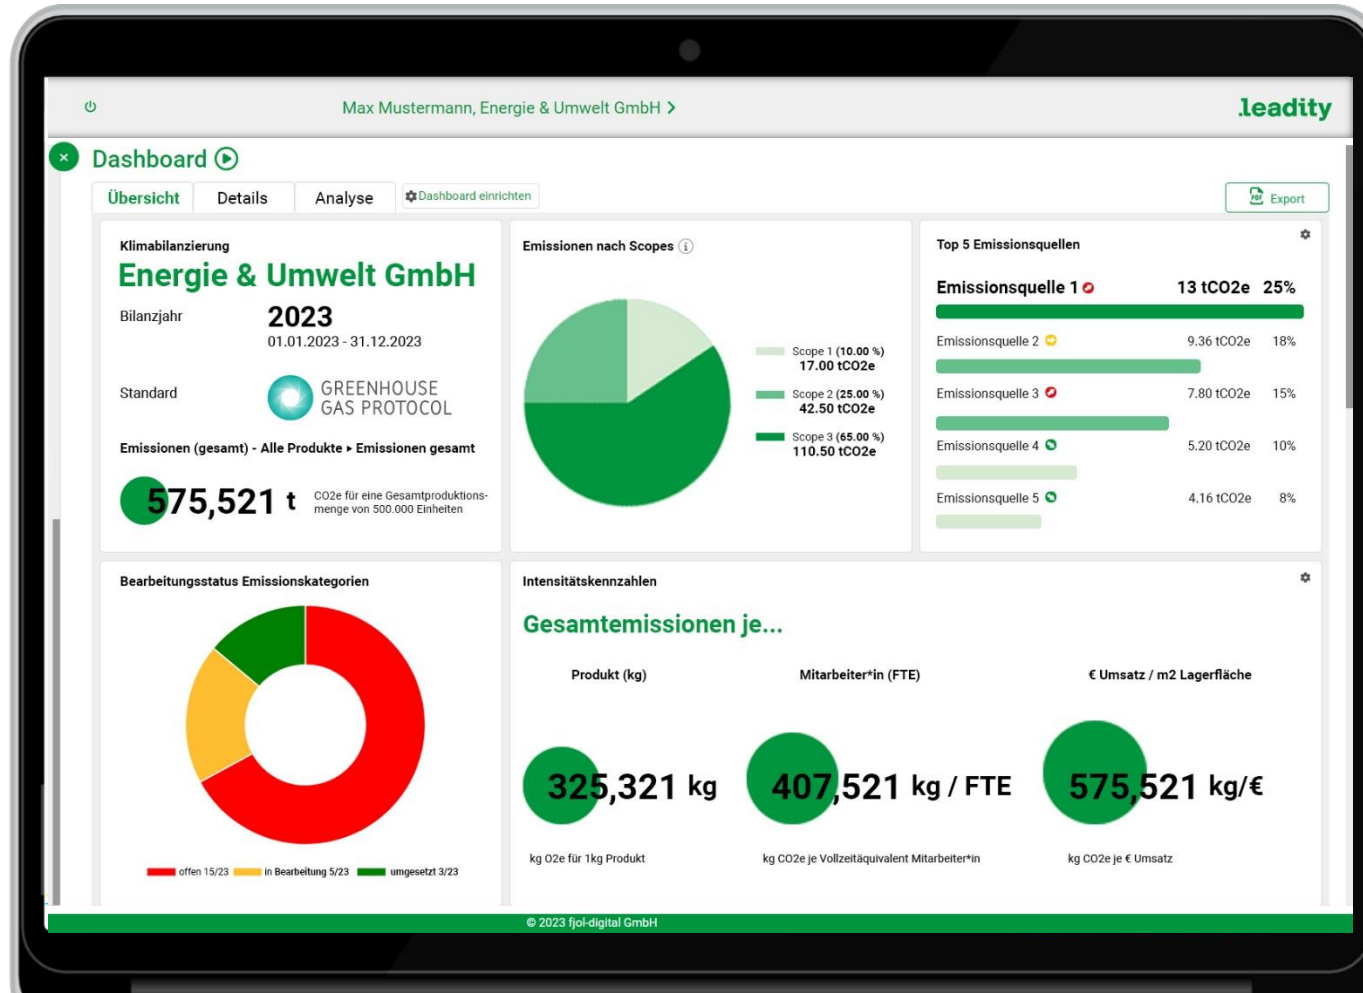 Max Mustermann, Energie & Umwelt GmbH >
.leadity
Dashboard
Übersicht
Details
Analyse
Dashboard einrichten
PDF
Export
Klimabilanzierung
Energie & Umwelt GmbH
Bilanzjahr
2023
01.01.2023 - 31.12.2023
Standard
GREENHOUSE
GAS PROTOCOL
Emissionen (gesamt) - Alle Produkte ▸ Emissionen gesamt
575,521 t
CO2e für eine Gesamtproduktions-
menge von 500.000 Einheiten
Emissionen nach Scopes i
Scope 1 (10.00 %)
17.00 tCO2e
Scope 2 (25.00 %)
42.50 tCO2e
Scope 3 (65.00 %)
110.50 tCO2e
Top 5 Emissionsquellen
Emissionsquelle 1 13 tCO2e 25%
Emissionsquelle 2 9.36 tCO2e 18%
Emissionsquelle 3 7.80 tCO2e 15%
Emissionsquelle 4 5.20 tCO2e 10%
Emissionsquelle 5 4.16 tCO2e 8%
Bearbeitungsstatus Emissionskategorien
offen 15/23 in Bearbeitung 5/23 umgesetzt 3/23
Intensitätskennzahlen
Gesamtemissionen je...
Produkt (kg)
325,321 kg
kg O2e für 1kg Produkt
Mitarbeiter*in (FTE)
407,521 kg / FTE
kg CO2e je Vollzeitäquivalent Mitarbeiter*in
€ Umsatz / m2 Lagerfläche
575,521 kg/€
kg CO2e je € Umsatz
© 2023 fjol-digital GmbH